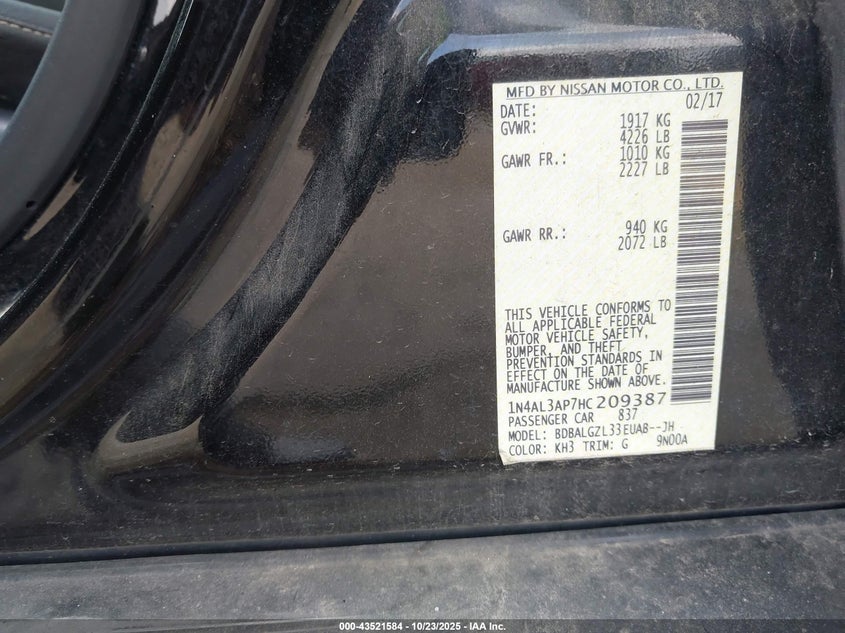 MFD BY NISSAN MOTOR CO., LTD.
DATE: 02/17
GVWR: 1917 KG
4226 LB
GAWR FR.: 1010 KG
2227 LB
GAWR RR.: 940 KG
2072 LB
THIS VEHICLE CONFORMS TO
ALL APPLICABLE FEDERAL
MOTOR VEHICLE SAFETY,
BUMPER, AND THEFT
PREVENTION STANDARDS IN
EFFECT ON THE DATE OF
MANUFACTURE SHOWN ABOVE.
1N4AL3AP7HC209387
PASSENGER CAR 837
MODEL: BDBALGZL33EUAB--JH
COLOR: KH3 TRIM: G 9N00A
000-43521584 - 10/23/2025 - IAA Inc.